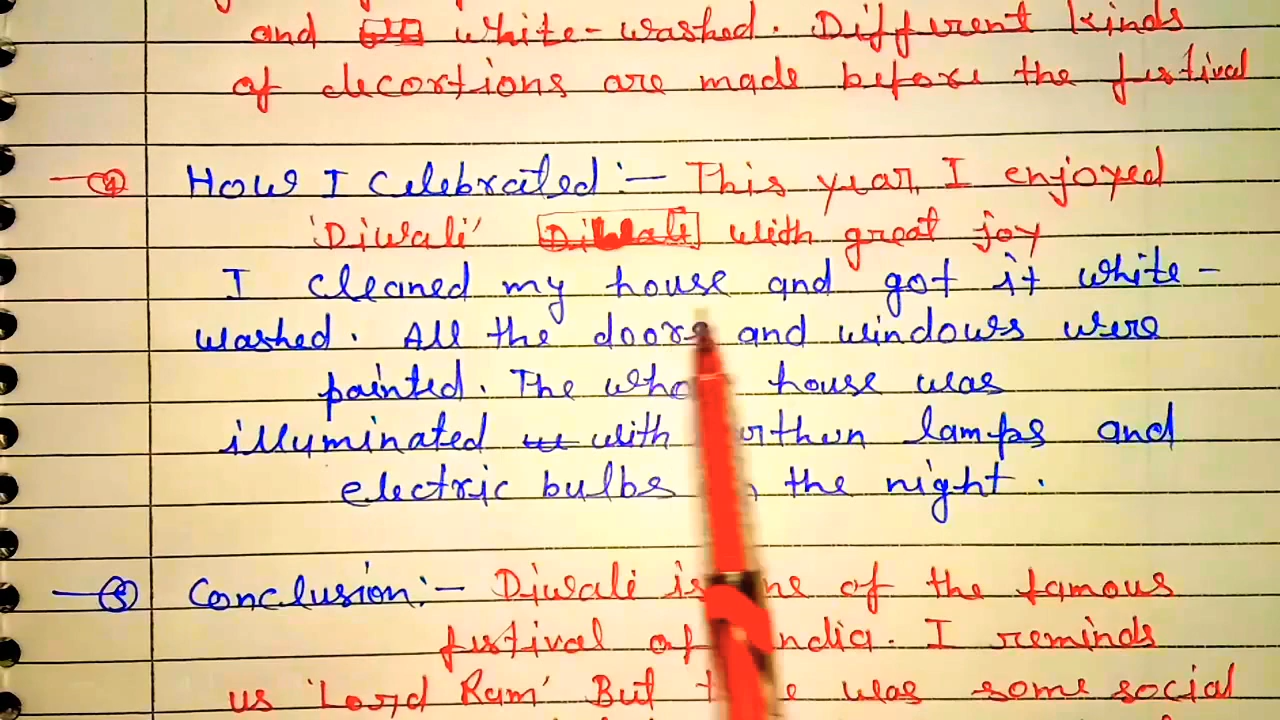 and white-washed. Different kinds
of decortions are made before the festival
4 How I Celebrated:- This year, I enjoyed
'Diwali' Diwali with great joy
I cleaned my house and got it white-
washed. All the doors and windows were
painted. The house was
illuminated with lamps and
electric bulbs the night.
5 Conclusion:- Diwali is of the famous
festival of I reminds
us 'Lord Ram' But was some social